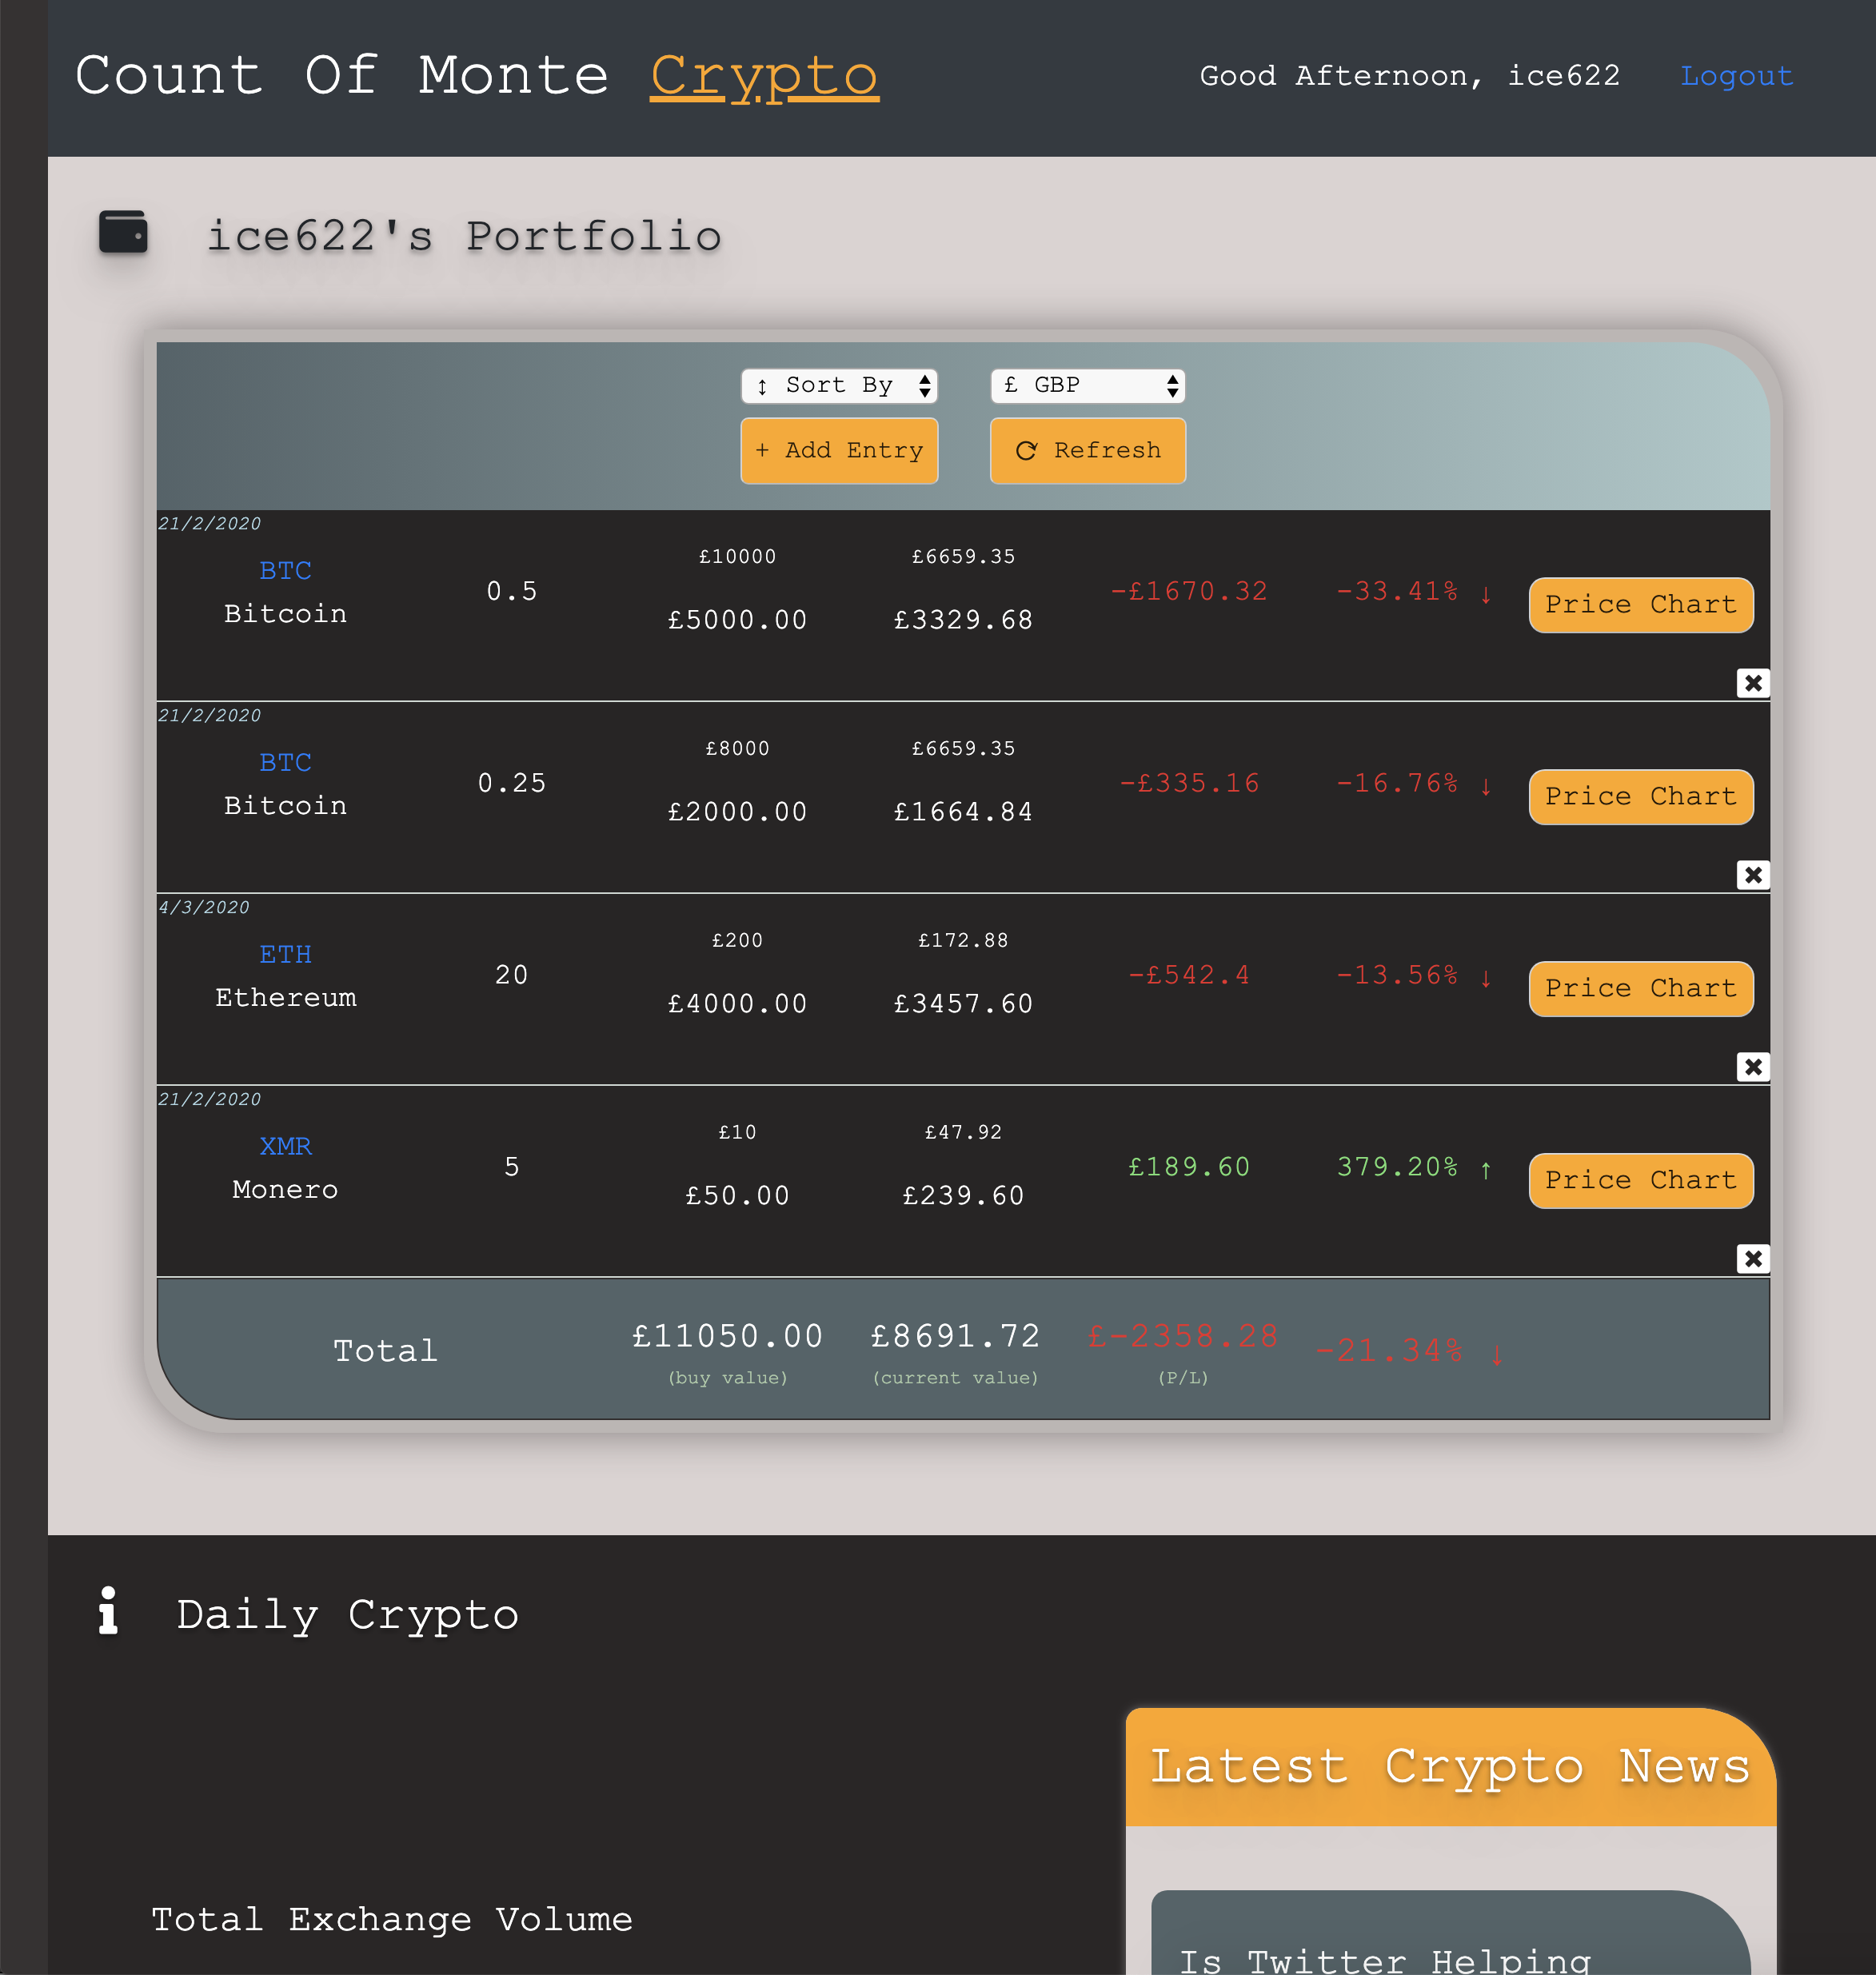 Count Of Monte Crypto
Good Afternoon, ice622 Logout
ice622's Portfolio
↕ Sort By £ GBP
+ Add Entry Refresh
21/2/2020
£10000 £6659.35
BTC 0.5 -£1670.32 -33.41% ↓ Price Chart
Bitcoin £5000.00 £3329.68
21/2/2020
£8000 £6659.35
BTC 0.25 -£335.16 -16.76% ↓ Price Chart
Bitcoin £2000.00 £1664.84
4/3/2020
£200 £172.88
ETH 20 -£542.4 -13.56% ↓ Price Chart
Ethereum £4000.00 £3457.60
21/2/2020
£10 £47.92
XMR 5 £189.60 379.20% ↑ Price Chart
Monero £50.00 £239.60
Total £11050.00 £8691.72 £-2358.28 -21.34% ↓
(buy value) (current value) (P/L)
Daily Crypto
Latest Crypto News
Total Exchange Volume
Is Twitter Helping